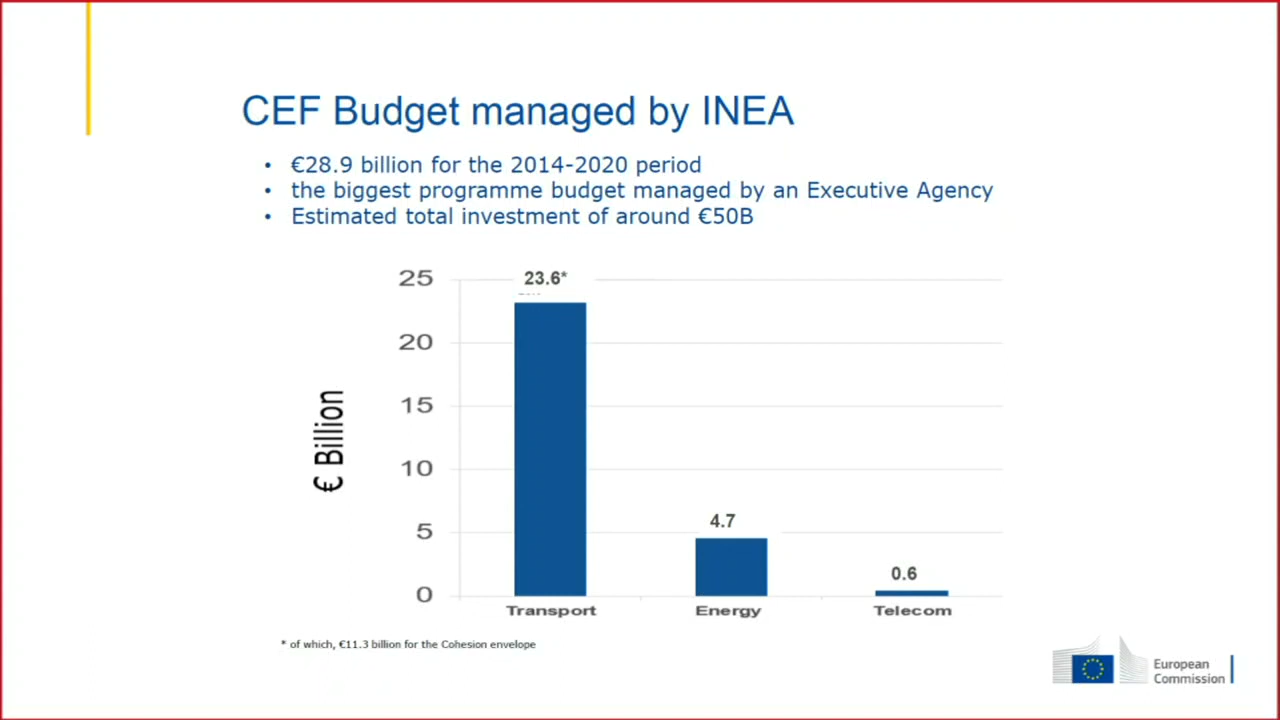 CEF Budget managed by INEA
• €28.9 billion for the 2014-2020 period
• the biggest programme budget managed by an Executive Agency
• Estimated total investment of around €50B
€ Billion
25
20
15
10
5
0
23.6*
4.7
0.6
Transport
Energy
Telecom
* of which, €11.3 billion for the Cohesion envelope
European
Commission